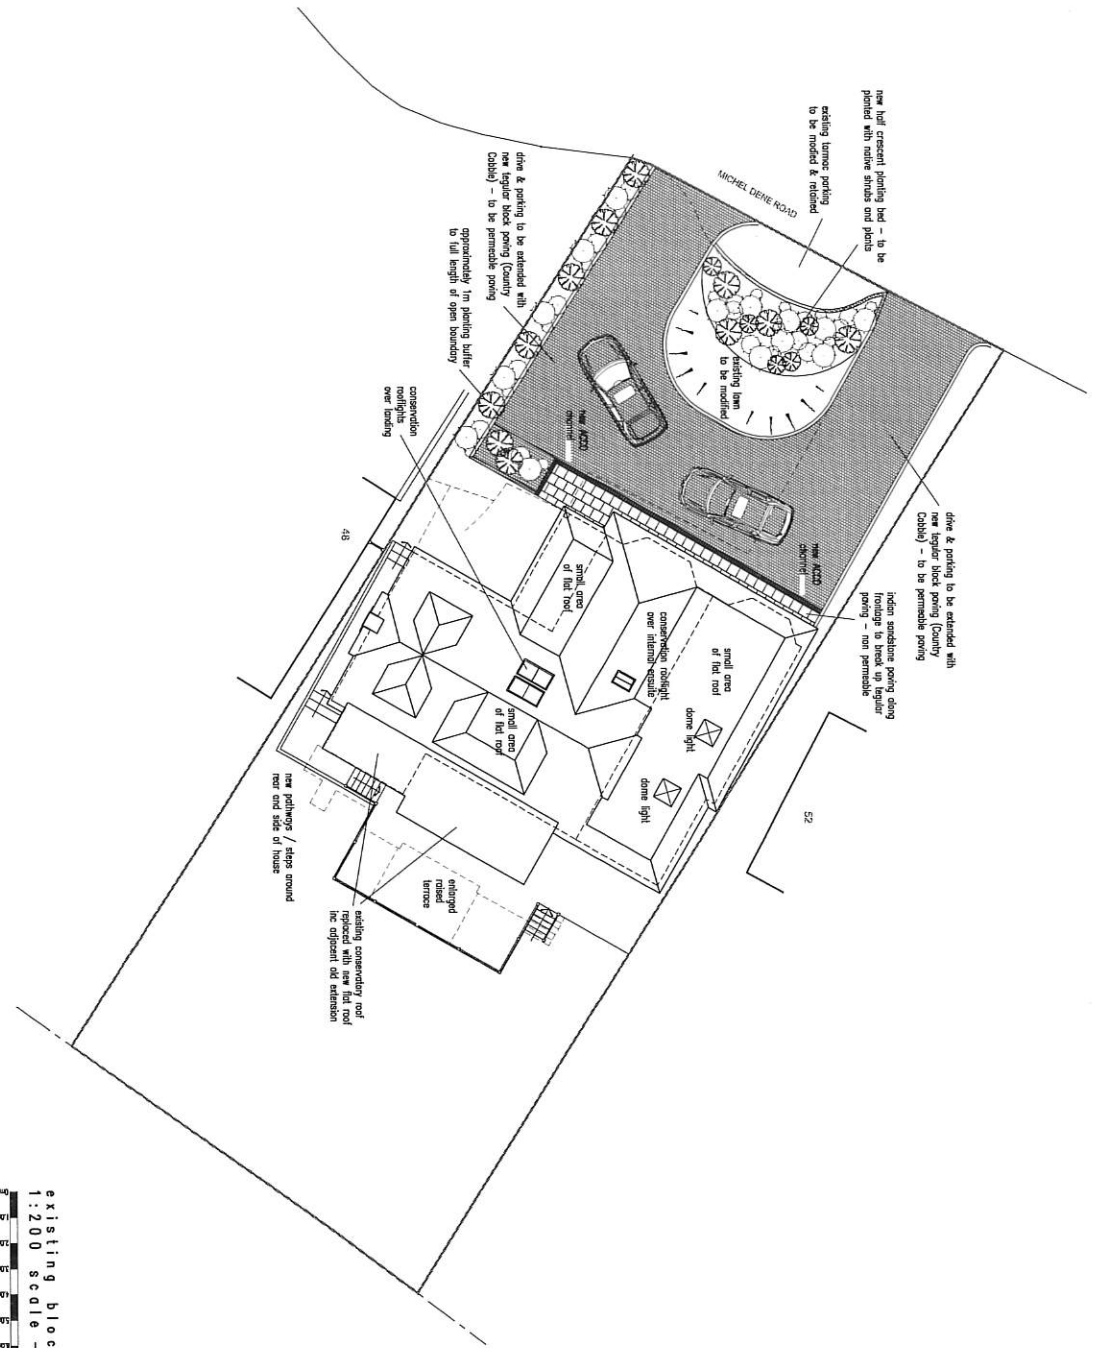 new half crescent planting bed – to be
planted with native shrubs and plants
existing tarmac parking
to be modied & retained
MICHEL DENE ROAD
drive & parking to be extended with
new tegular block paving (Country
Cobble) – to be permeable paving
approximately 1m planting buffer
to full length of open boundary
conservation
rooflights
over landing
existing lawn
to be modified
new ACCO
channel
new ACCO
channel
drive & parking to be extended with
new tegular block paving (Country
Cobble) – to be permeable paving
indian sandstone paving along
frontage to break up tegular
paving – non permeable
48
small area
of flat roof
conservation rooflight
over internal ensuite
small area
of flat roof
dome light
dome light
small area
of flat roof
52
new pathways / steps around
rear and side of house
enlarged
raised
terrace
existing conservatory roof
replaced with new flat roof
inc adjacent old extension
existing bloc
1:200 scale –